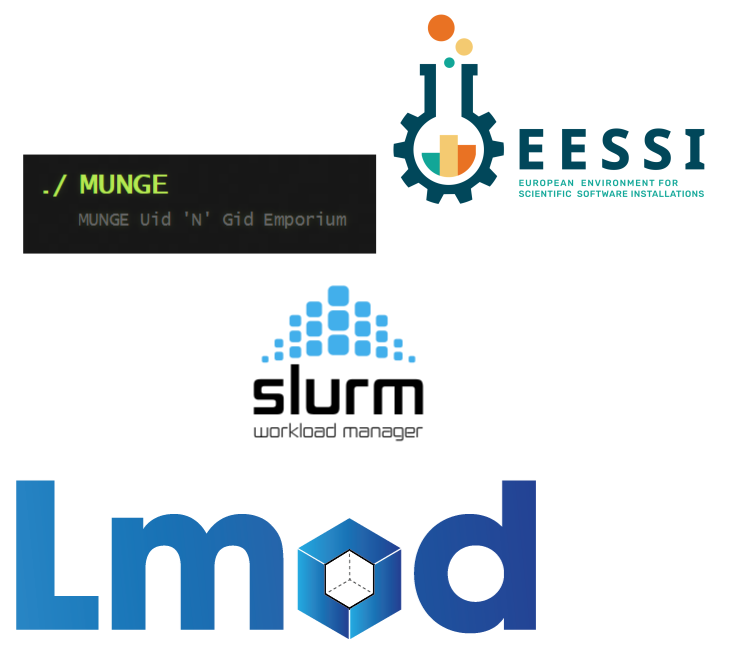 EESSI
EUROPEAN ENVIRONMENT FOR
SCIENTIFIC SOFTWARE INSTALLATIONS
./ MUNGE
MUNGE Uid 'N' Gid Emporium
slurm
workload manager
Lmod